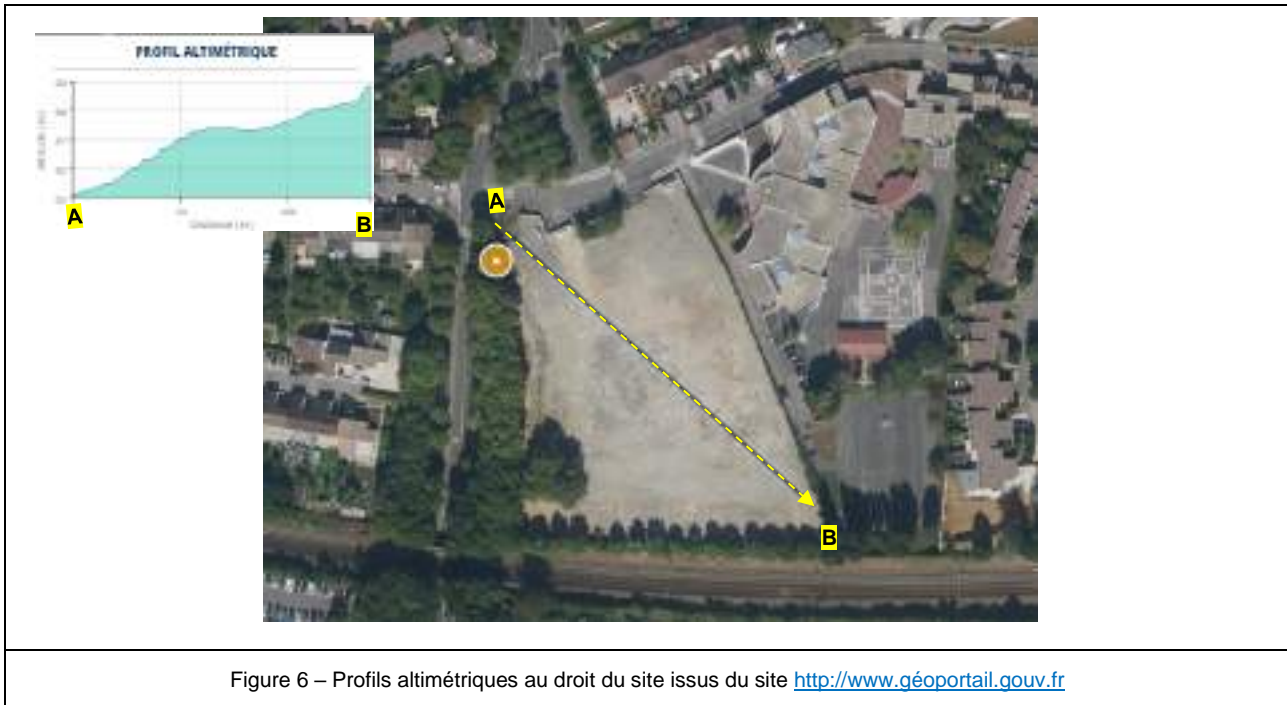 PROFIL ALTIMÉTRIQUE
A
B
A
B
Figure 6 – Profils altimétriques au droit du site issus du site http://www.géoportail.gouv.fr